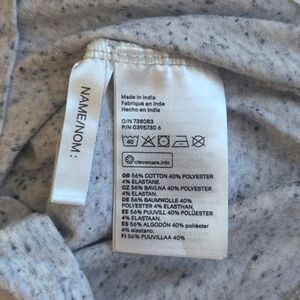 NAME/NOM :
Made in India
Fabriqué en Inde
Hecho en India
O/N 738083
P/N 0395730 6
40
clevercare.info
GB 56% COTTON 40% POLYESTER
4% ELASTANE.
CZ 56% BAVLNA 40% POLYESTER
4% ELASTAN.
DE 56% BAUMWOLLE 40%
POLYESTER 4% ELASTHAN.
EE 56% PUUVILL 40% POLÜESTER
4% ELASTAAN.
ES 56% ALGODÓN 40% poliéster
4% elastano.
FI 56% PUUVILLAA 40%